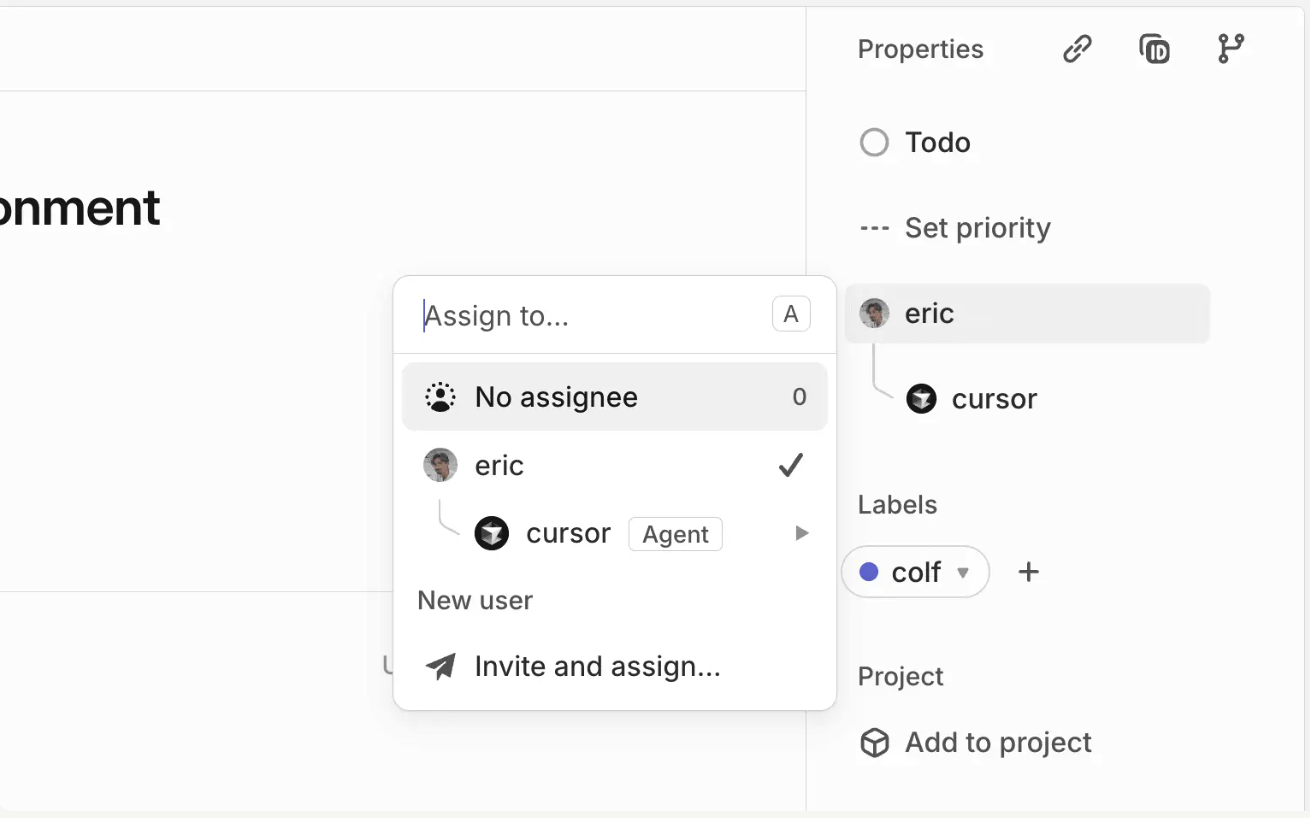 Properties
Todo
onment
Set priority
Assign to...
A
eric
No assignee
0
cursor
eric
cursor
Agent
Labels
colf
New user
Invite and assign...
Project
Add to project
ID